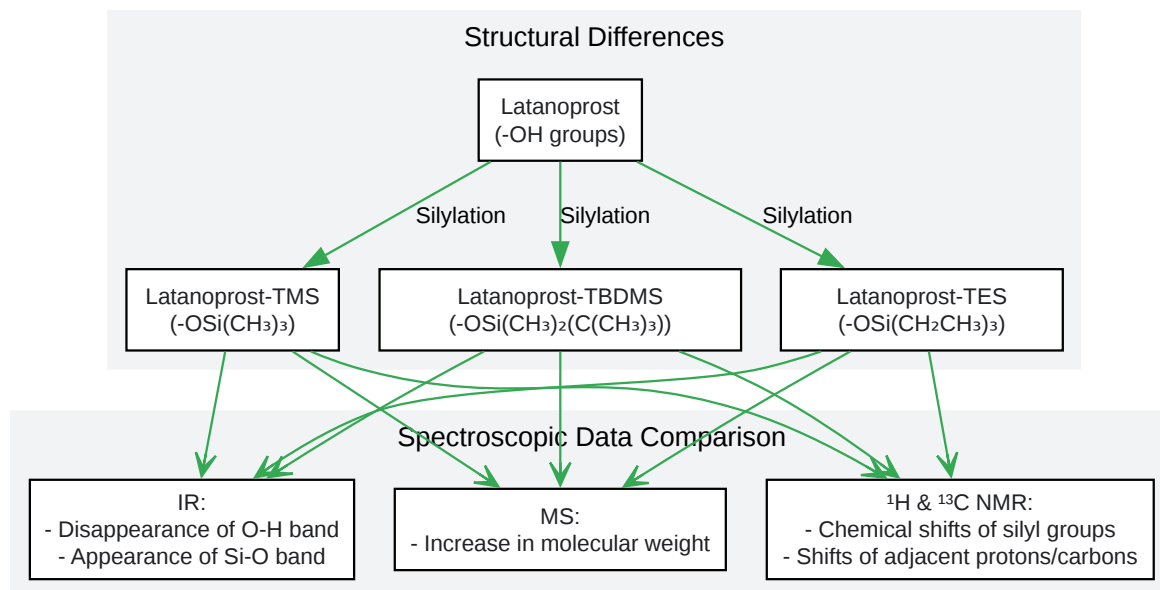 Structural Differences
Latanoprost
(-OH groups)
Silylation
Silylation
Silylation
Latanoprost-TMS
(-OSi(CH₃)₃)
Latanoprost-TBDMS
(-OSi(CH₃)₂(C(CH₃)₃))
Latanoprost-TES
(-OSi(CH₂CH₃)₃)
Spectroscopic Data Comparison
IR:
- Disappearance of O-H band
- Appearance of Si-O band
MS:
- Increase in molecular weight
¹H & ¹³C NMR:
- Chemical shifts of silyl groups
- Shifts of adjacent protons/carbons